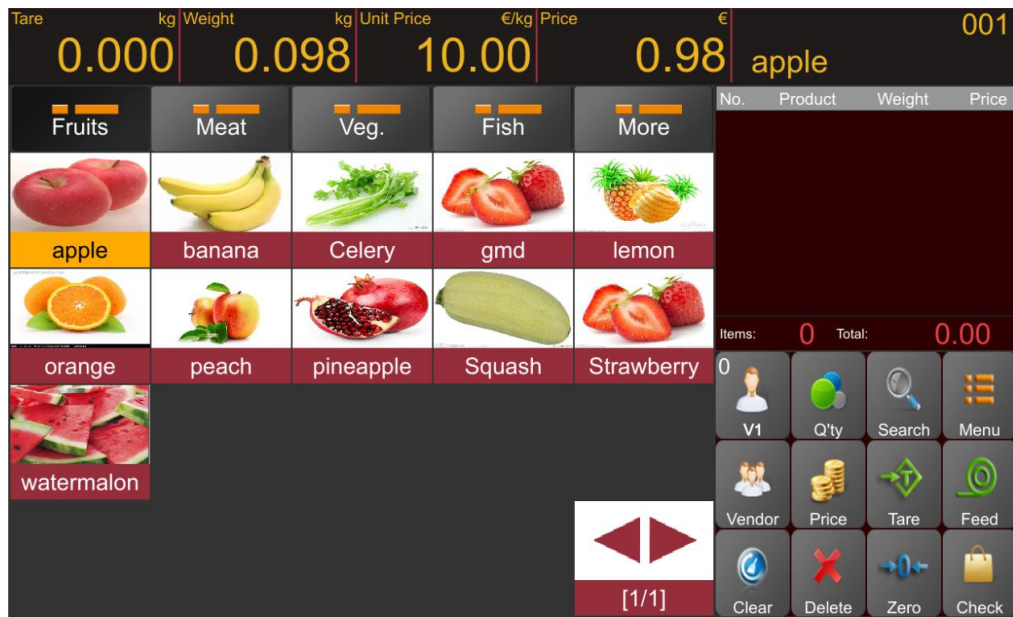 Tare kg Weight kg Unit Price €/kg Price € 001
0.000 0.098 10.00 0.98 apple
Fruits Meat Veg. Fish More
No. Product Weight Price
apple banana Celery gmd lemon
orange peach pineapple Squash Strawberry
Items: 0 Total: 0.00
watermalon
0
V1 Q'ty Search Menu
Vendor Price Tare Feed
[1/1]
Clear Delete Zero Check